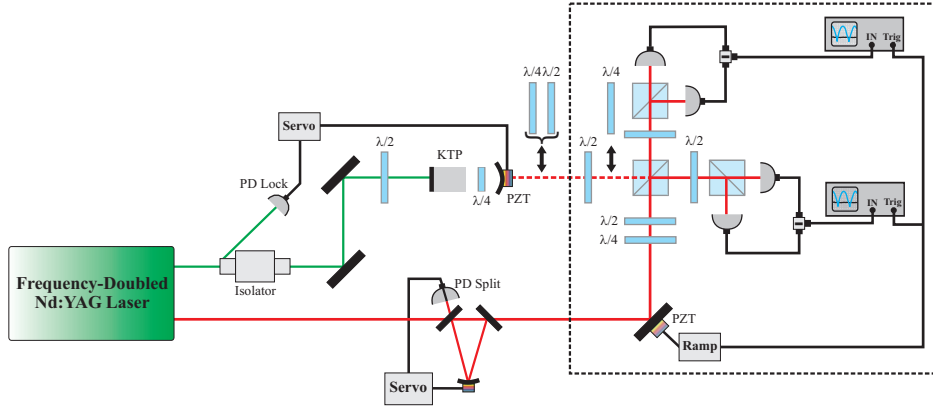 IN Trig
λ/4 λ/2
λ/4
Servo
λ/2
KTP
λ/2
λ/2
PD Lock
λ/4
PZT
IN Trig
λ/2
λ/4
Isolator
Frequency-Doubled
Nd:YAG Laser
PD Split
PZT
Ramp
Servo